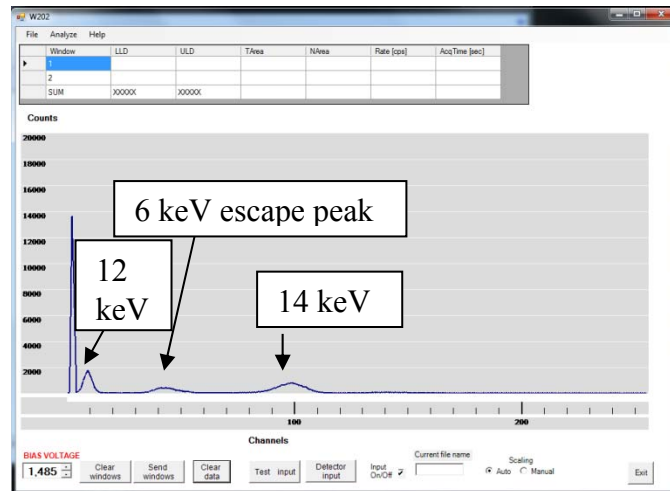 W202
File Analyze Help
Window LLD ULD TArea NArea Rate [cps] AcqTime [sec]
1
2
SUM XXXXX XXXXX
Counts
20000
18000
16000
14000
12000
10000
8000
6000
4000
2000
6 keV escape peak
12
keV
14 keV
100 200
Channels
BIAS VOLTAGE
1,485
Clear
windows
Send
windows
Clear
data
Test input
Detector
input
Input
On/Off
Current file name
Scaling
Auto Manual
Exit